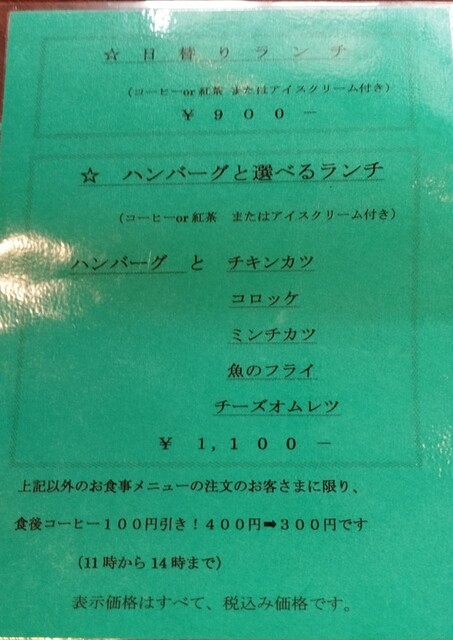 ☆ 日替りランチ
（コーヒーor紅茶 またはアイスクリーム付き）
￥９００－
☆ ハンバーグと選べるランチ
（コーヒーor紅茶 またはアイスクリーム付き）
ハンバーグ と チキンカツ
コロッケ
ミンチカツ
魚のフライ
チーズオムレツ
￥１,１００－
上記以外のお食事メニューの注文のお客さまに限り、
食後コーヒー１００円引き！４００円➡３００円です
（11時から14時まで）
表示価格はすべて、税込み価格です。